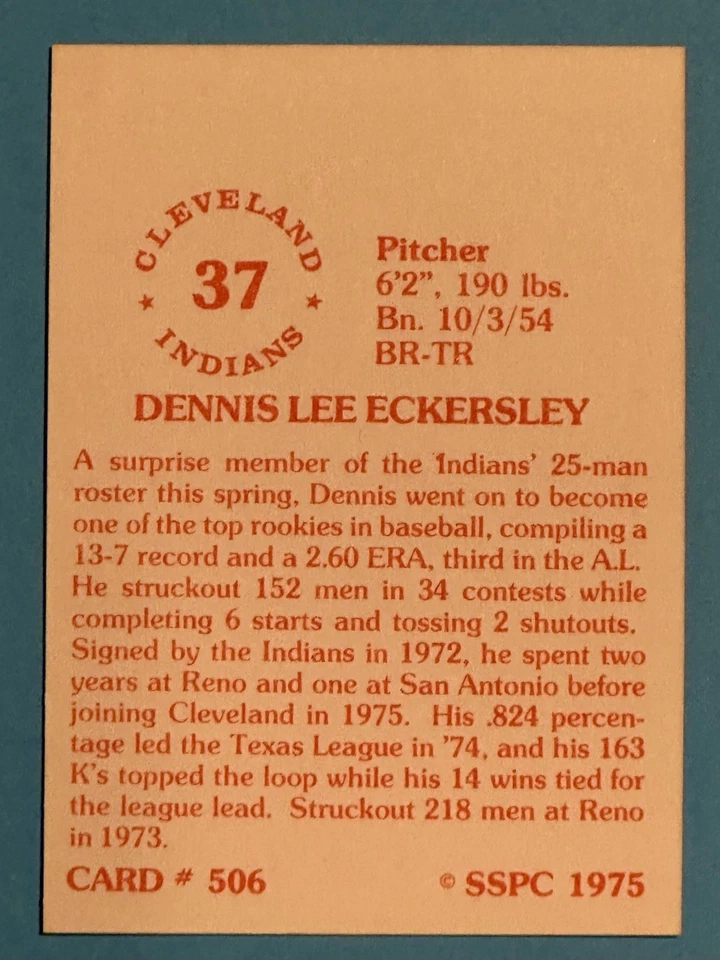 CLEVELAND
37
INDIANS
Pitcher
6'2", 190 lbs.
Bn. 10/3/54
BR-TR
DENNIS LEE ECKERSLEY
A surprise member of the Indians' 25-man
roster this spring, Dennis went on to become
one of the top rookies in baseball, compiling a
13-7 record and a 2.60 ERA, third in the A.L.
He struckout 152 men in 34 contests while
completing 6 starts and tossing 2 shutouts.
Signed by the Indians in 1972, he spent two
years at Reno and one at San Antonio before
joining Cleveland in 1975. His .824 percen-
tage led the Texas League in '74, and his 163
K's topped the loop while his 14 wins tied for
the league lead. Struckout 218 men at Reno
in 1973.
CARD # 506
© SSPC 1975